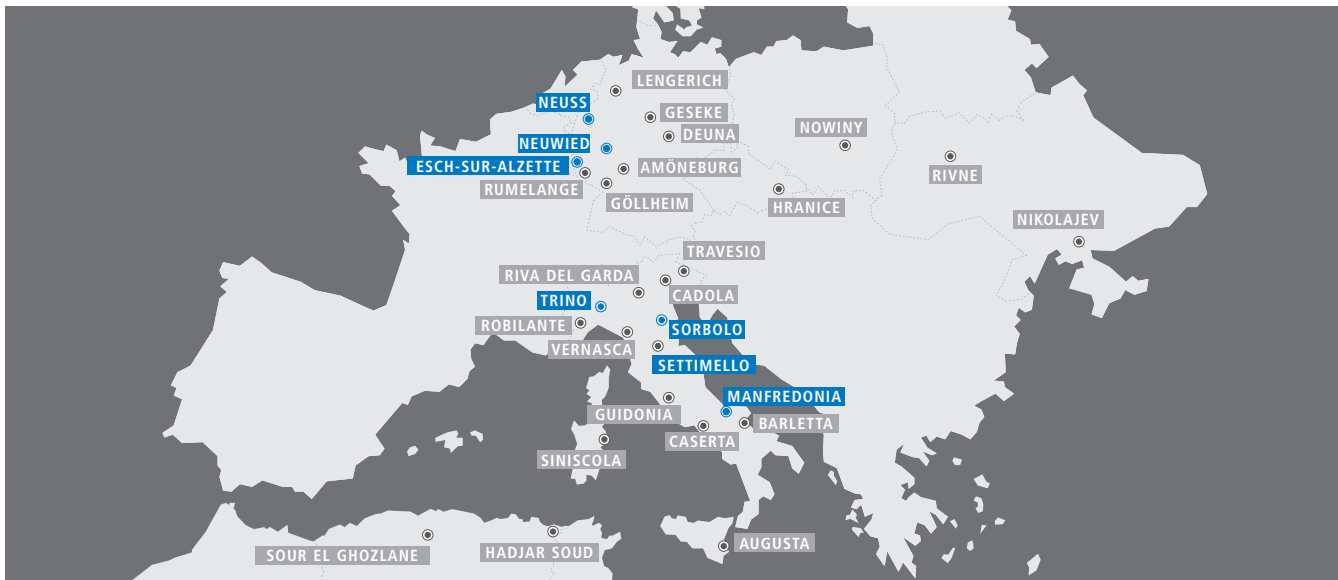 LENGERICH
NEUSS
GESEKE
DEUNA
NOWINY
NEUWIED
ESCH-SUR-ALZETTE
AMÖNEBURG
RIVNE
RUMELANGE
GÖLLHEIM
HRANICE
NIKOLAJEV
TRAVESIO
RIVA DEL GARDA
CADOLA
TRINO
ROBILANTE
SORBOLO
VERNASCA
SETTIMELLO
MANFREDONIA
GUIDONIA
BARLETTA
CASERTA
SINISCOLA
AUGUSTA
SOUR EL GHOZLANE
HADJAR SOUD